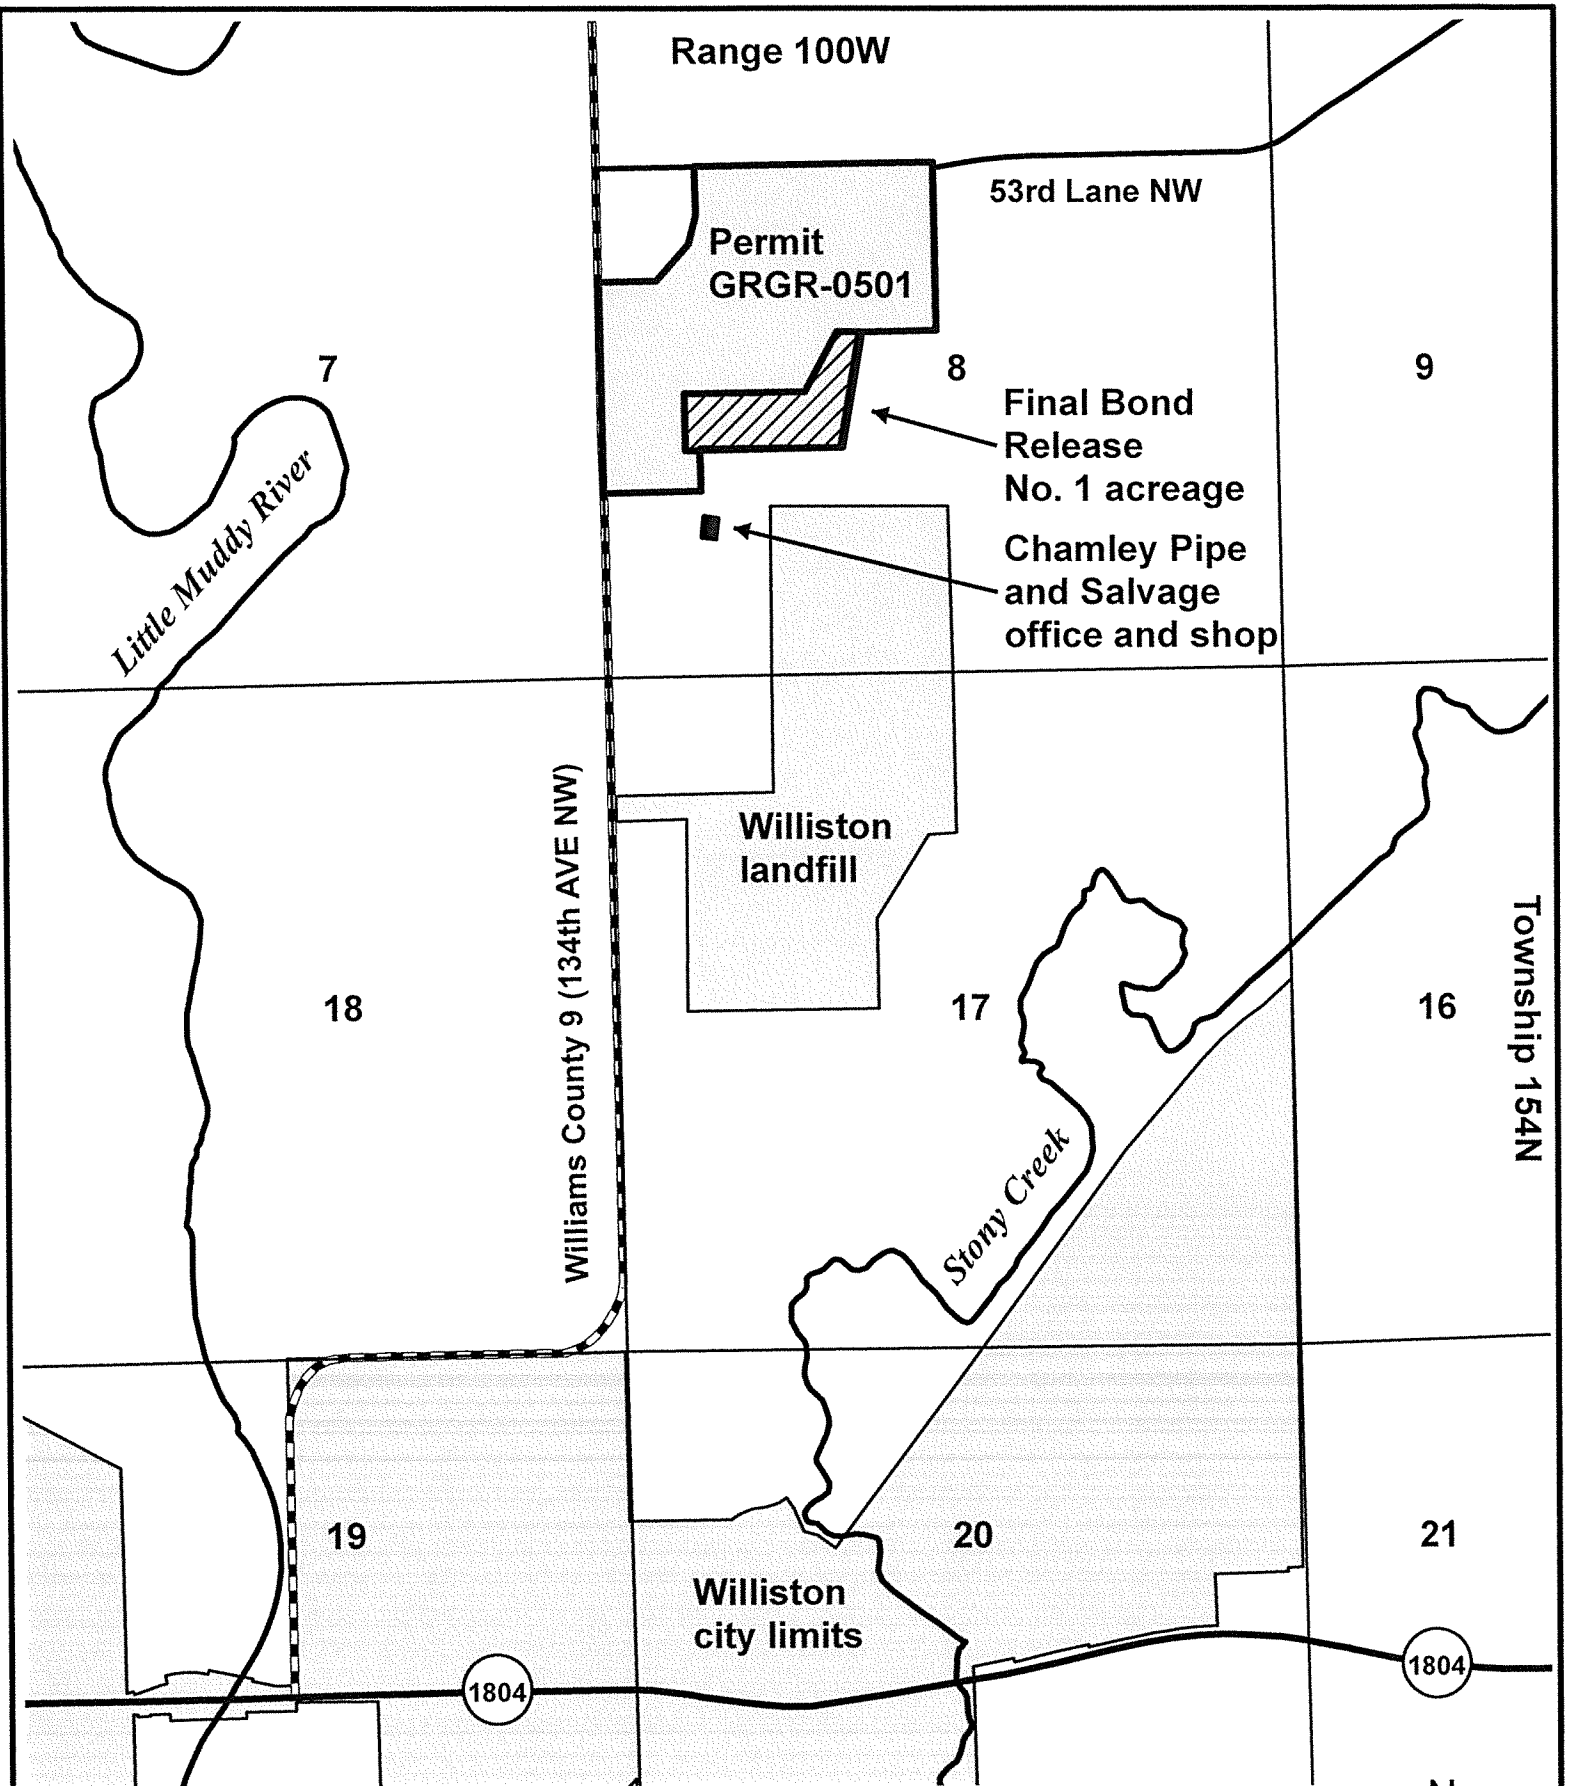 Range 100W
53rd Lane NW
Permit
GRGR-0501
7
8
9
Final Bond
Release
No. 1 acreage
Little Muddy River
Chamley Pipe
and Salvage
office and shop
Williams County 9 (134th AVE NW)
Williston
landfill
Township 154N
18
17
16
Stony Creek
19
20
21
Williston
city limits
1804
1804